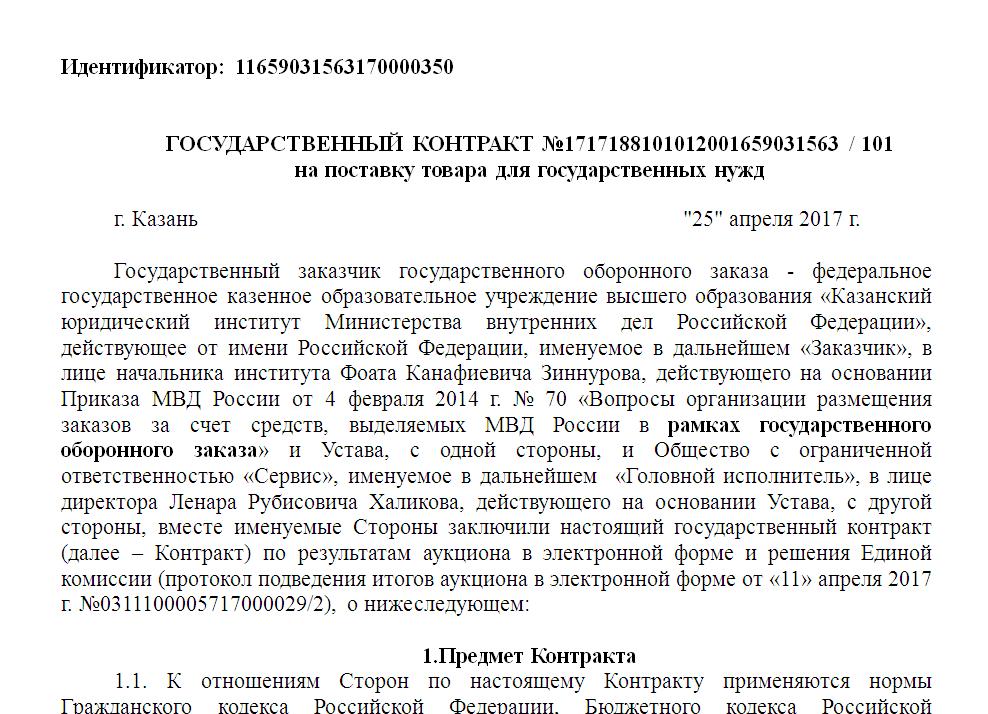 Идентификатор: 11659031563170000350
ГОСУДАРСТВЕННЫЙ КОНТРАКТ №1717188101012001659031563 / 101
на поставку товара для государственных нужд
г. Казань "25" апреля 2017 г.
Государственный заказчик государственного оборонного заказа - федеральное
государственное казенное образовательное учреждение высшего образования «Казанский
юридический институт Министерства внутренних дел Российской Федерации»,
действующее от имени Российской Федерации, именуемое в дальнейшем «Заказчик», в
лице начальника института Фоата Канафиевича Зиннурова, действующего на основании
Приказа МВД России от 4 февраля 2014 г. № 70 «Вопросы организации размещения
заказов за счет средств, выделяемых МВД России в рамках государственного
оборонного заказа» и Устава, с одной стороны, и Общество с ограниченной
ответственностью «Сервис», именуемое в дальнейшем «Головной исполнитель», в лице
директора Ленара Рубисовича Халикова, действующего на основании Устава, с другой
стороны, вместе именуемые Стороны заключили настоящий государственный контракт
(далее – Контракт) по результатам аукциона в электронной форме и решения Единой
комиссии (протокол подведения итогов аукциона в электронной форме от «11» апреля 2017
г. №0311100005717000029/2), о нижеследующем:
1.Предмет Контракта
1.1. К отношениям Сторон по настоящему Контракту применяются нормы
Гражданского кодекса Российской Федерации, Бюджетного кодекса Российской